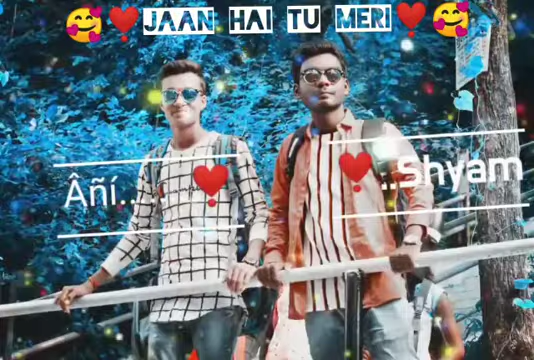 🥰❣️JAAN HAI TU MERI❣️🥰
Âñí.. ❣️
❣️..Shyam